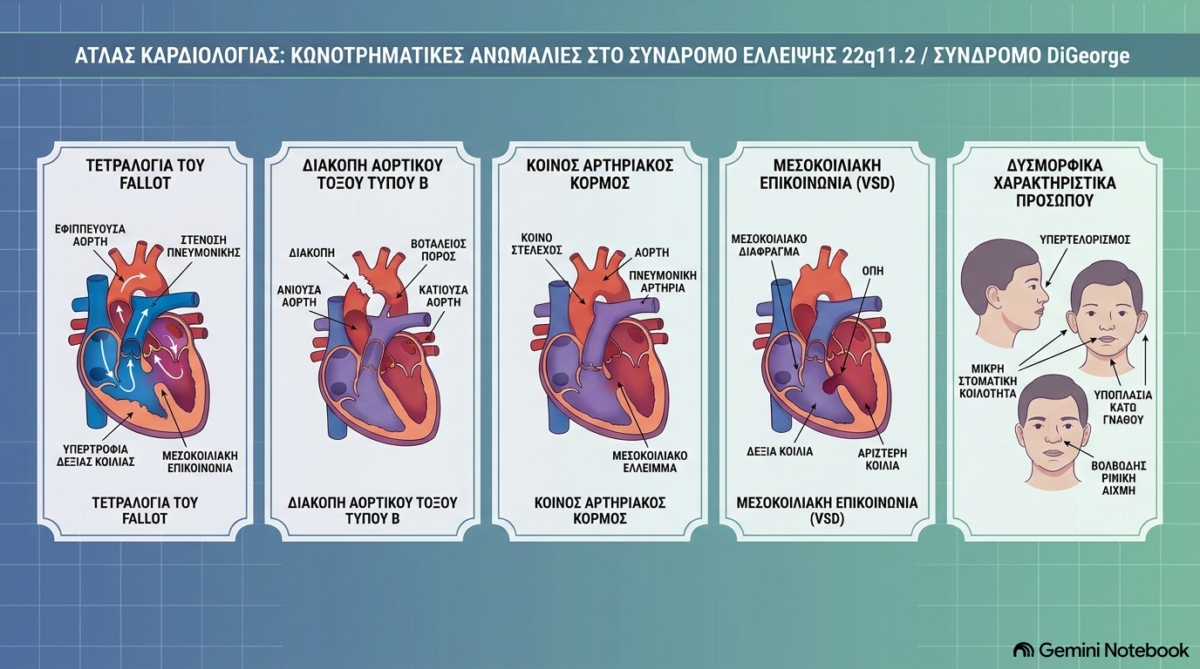 ΑΤΛΑΣ ΚΑΡΔΙΟΛΟΓΙΑΣ: ΚΩΝΟΤΡΗΜΑΤΙΚΕΣ ΑΝΩΜΑΛΙΕΣ ΣΤΟ ΣΥΝΔΡΟΜΟ ΕΛΛΕΙΨΗΣ 22q11.2 / ΣΥΝΔΡΟΜΟ DiGeorge
ΤΕΤΡΑΛΟΓΙΑ ΤΟΥ
FALLOT
ΕΦΙΠΠΕΥΟΥΣΑ
ΑΟΡΤΗ
ΣΤΕΝΩΣΗ
ΠΝΕΥΜΟΝΙΚΗΣ
ΥΠΕΡΤΡΟΦΙΑ
ΔΕΞΙΑΣ ΚΟΙΛΙΑΣ
ΜΕΣΟΚΟΙΛΙΑΚΗ
ΕΠΙΚΟΙΝΩΝΙΑ
ΤΕΤΡΑΛΟΓΙΑ ΤΟΥ
FALLOT
ΔΙΑΚΟΠΗ ΑΟΡΤΙΚΟΥ
ΤΟΞΟΥ ΤΥΠΟΥ Β
ΔΙΑΚΟΠΗ
ΒΟΤΑΛΕΙΟΣ
ΠΟΡΟΣ
ΑΝΙΟΥΣΑ
ΑΟΡΤΗ
ΚΑΤΙΟΥΣΑ
ΑΟΡΤΗ
ΔΙΑΚΟΠΗ ΑΟΡΤΙΚΟΥ ΤΟΞΟΥ
ΤΥΠΟΥ Β
ΚΟΙΝΟΣ ΑΡΤΗΡΙΑΚΟΣ
ΚΟΡΜΟΣ
ΚΟΙΝΟ
ΣΤΕΛΕΧΟΣ
ΑΟΡΤΗ
ΠΝΕΥΜΟΝΙΚΗ
ΑΡΤΗΡΙΑ
ΜΕΣΟΚΟΙΛΙΑΚΟ
ΕΛΛΕΙΜΜΑ
ΚΟΙΝΟΣ ΑΡΤΗΡΙΑΚΟΣ
ΚΟΡΜΟΣ
ΜΕΣΟΚΟΙΛΙΑΚΗ
ΕΠΙΚΟΙΝΩΝΙΑ (VSD)
ΜΕΣΟΚΟΙΛΙΑΚΟ
ΔΙΑΦΡΑΓΜΑ
ΟΠΗ
ΔΕΞΙΑ ΚΟΙΛΙΑ
ΑΡΙΣΤΕΡΗ
ΚΟΙΛΙΑ
ΜΕΣΟΚΟΙΛΙΑΚΗ ΕΠΙΚΟΙΝΩΝΙΑ
(VSD)
ΔΥΣΜΟΡΦΙΚΑ
ΧΑΡΑΚΤΗΡΙΣΤΙΚΑ
ΠΡΟΣΩΠΟΥ
ΥΠΕΡΤΕΛΟΡΙΣΜΟΣ
ΜΙΚΡΗ
ΣΤΟΜΑΤΙΚΗ
ΚΟΙΛΟΤΗΤΑ
ΥΠΟΠΛΑΣΙΑ
ΚΑΤΩ
ΓΝΑΘΟΥ
ΒΟΛΒΩΔΗΣ
ΡΙΝΙΚΗ
ΑΙΧΜΗ
Gemini Notebook